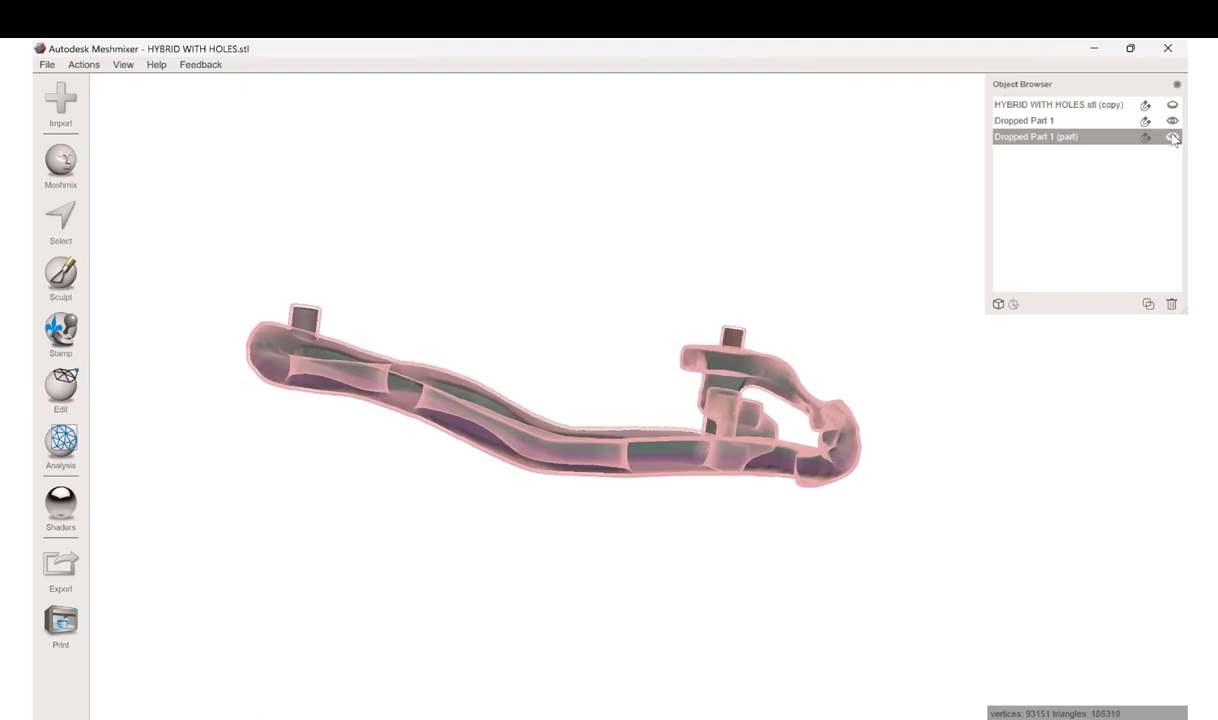 Autodesk Meshmixer - HYBRID WITH HOLES.stl
File Actions View Help Feedback
Import
Meshmix
Select
Sculpt
Stamp
Edit
Analysis
Shaders
Export
Print
Object Browser
HYBRID WITH HOLES.stl (copy)
Dropped Part 1
Dropped Part 1 (part)
vertices: 93151 triangles: 186310